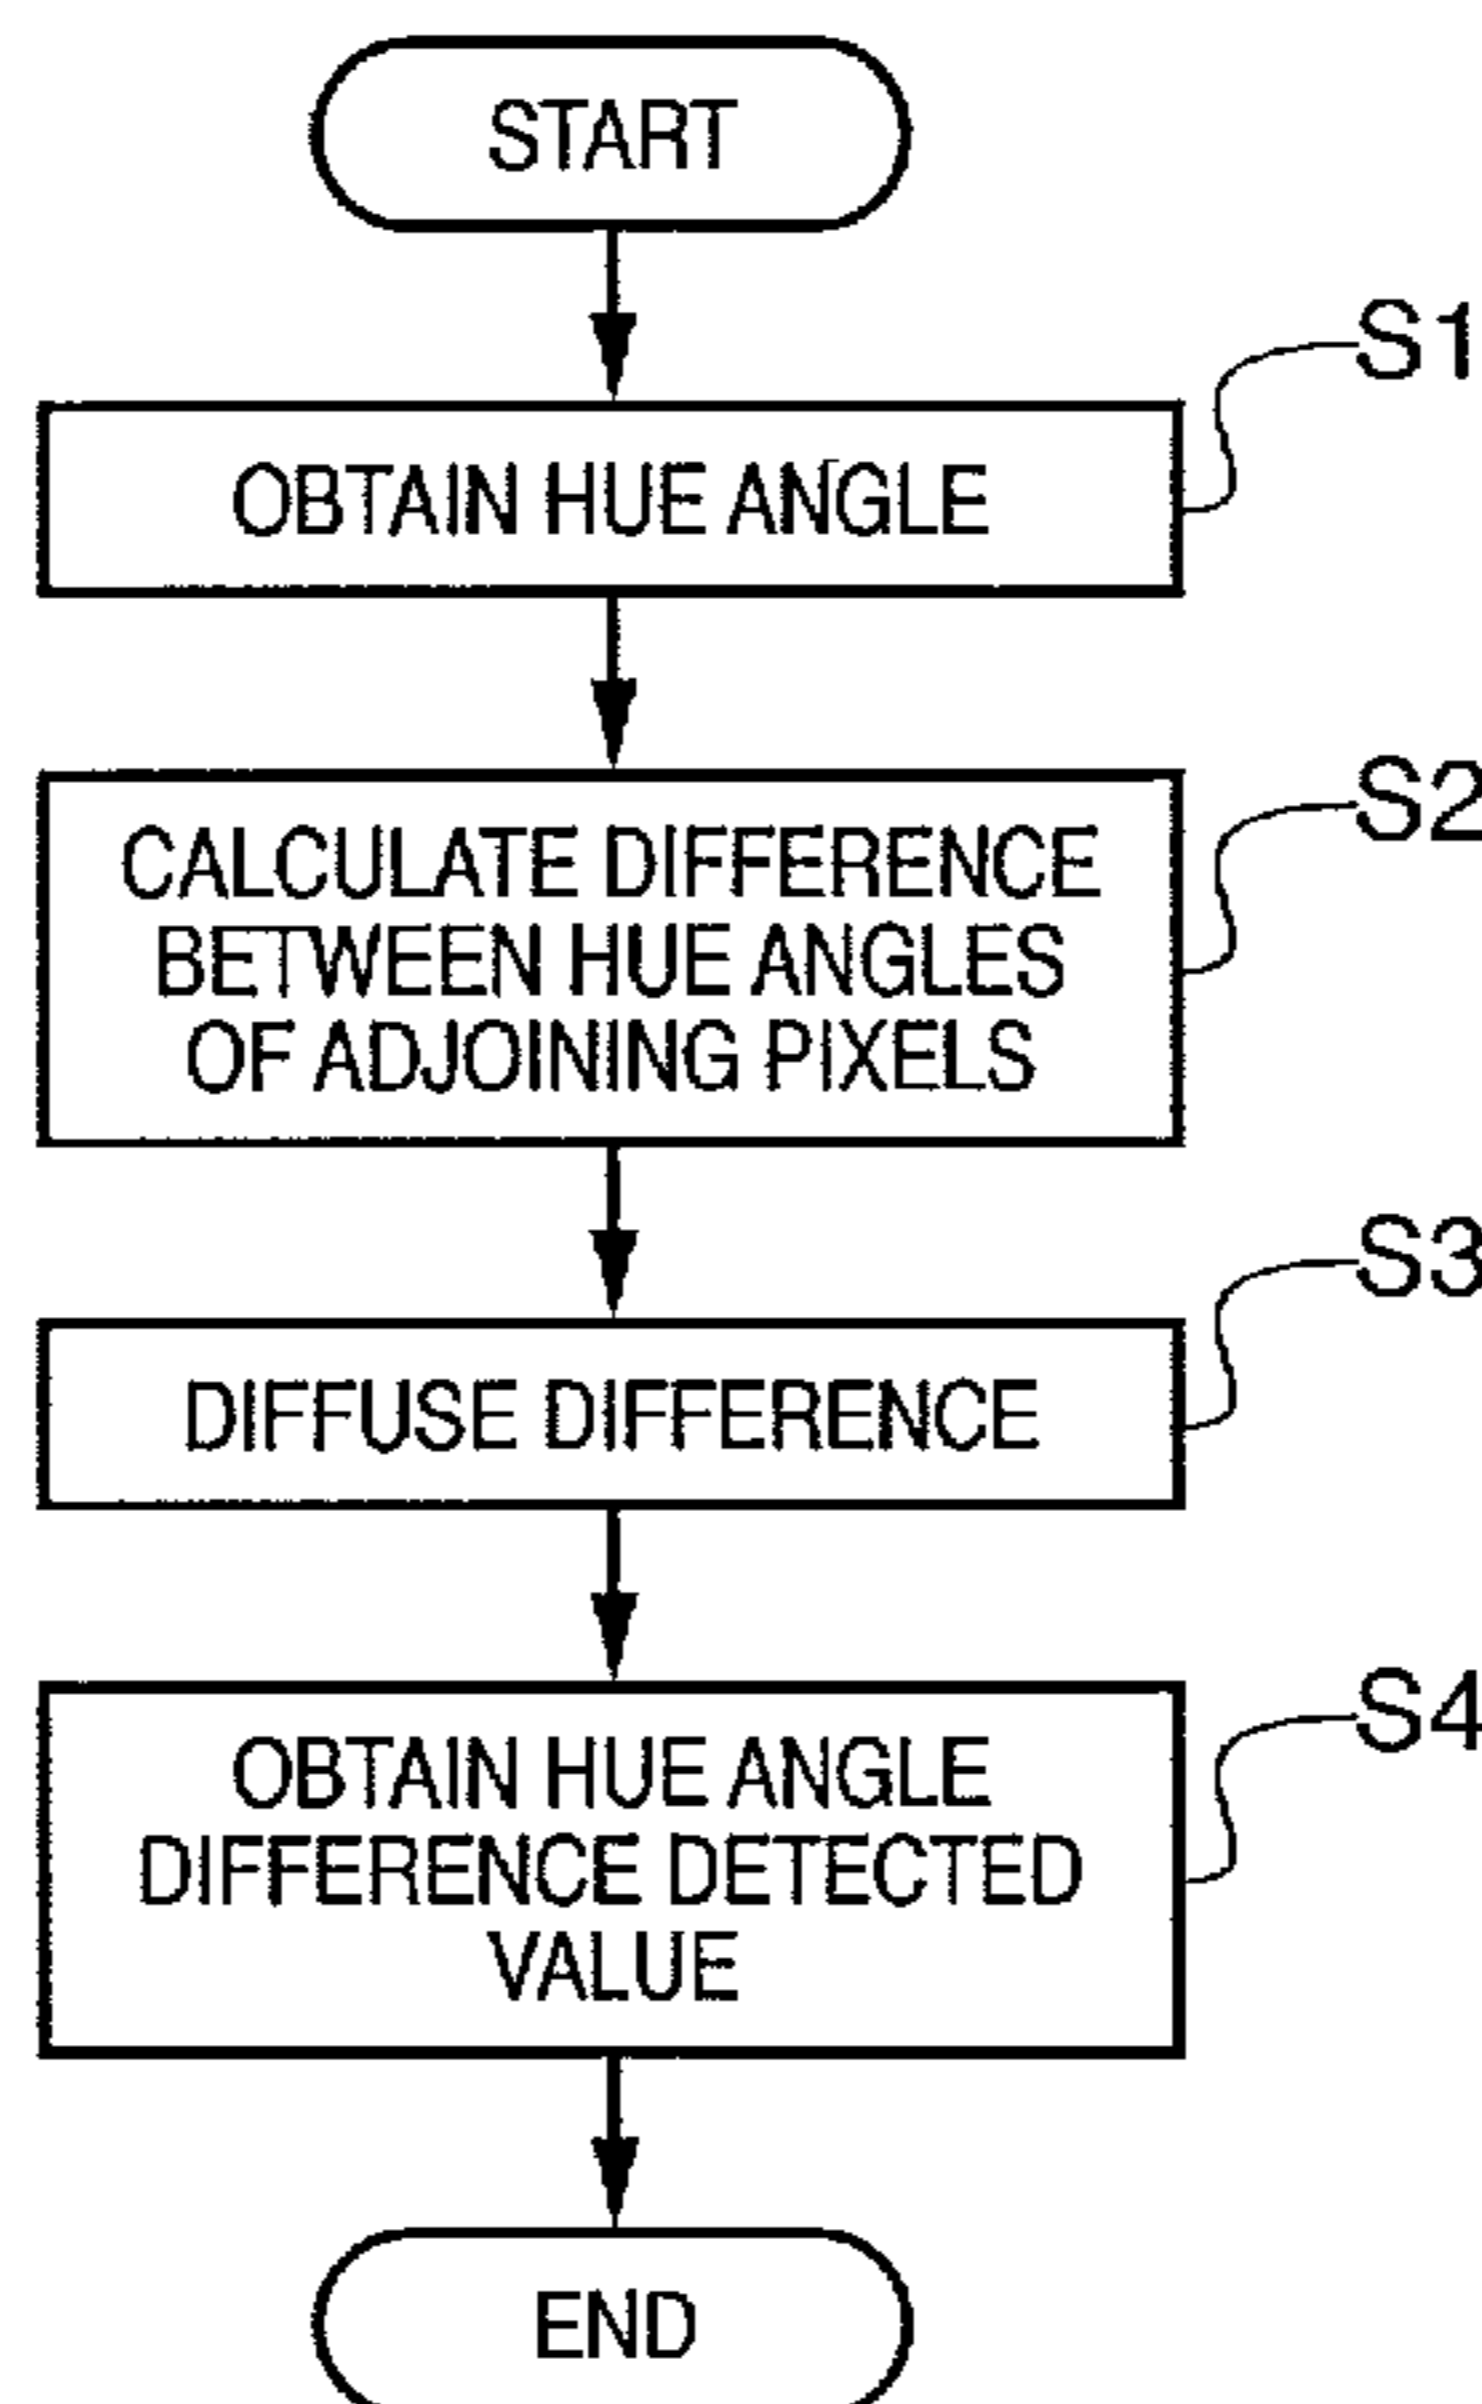 START
S1
OBTAIN HUE ANGLE
S2
CALCULATE DIFFERENCE
BETWEEN HUE ANGLES
OF ADJOINING PIXELS
S3
DIFFUSE DIFFERENCE
S4
OBTAIN HUE ANGLE
DIFFERENCE DETECTED
VALUE
END